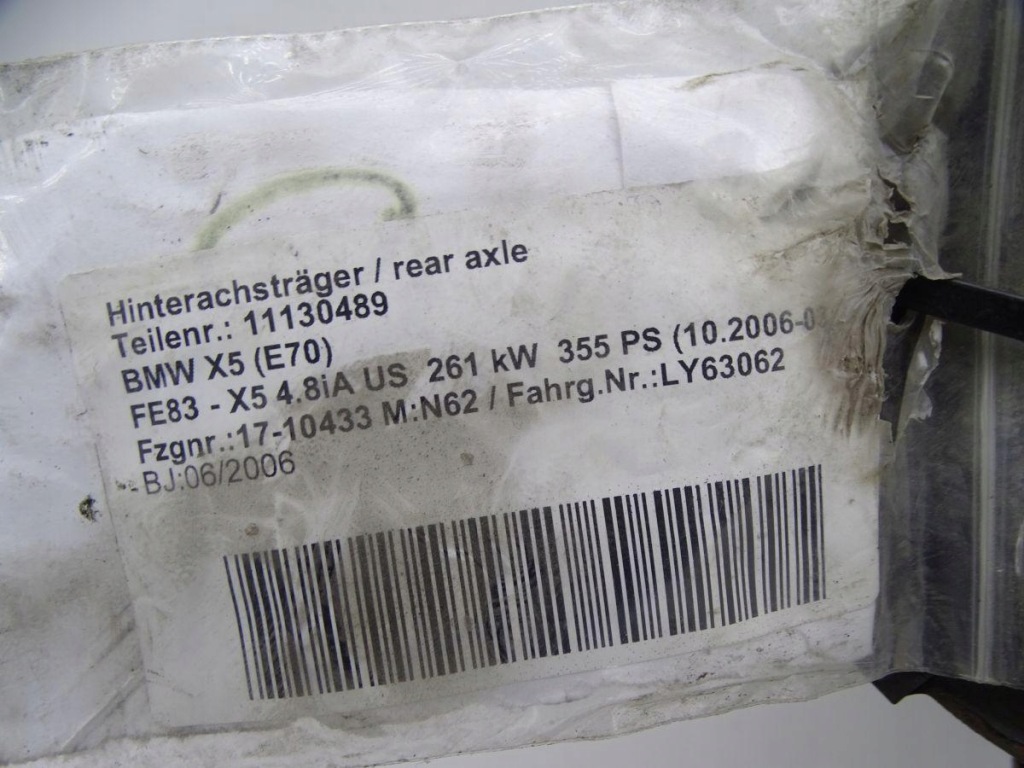 Hinterachsträger / rear axle
Teilenr.: 11130489
BMW X5 (E70)
FE83 - X5 4.8iA US 261 kW 355 PS (10.2006-0
Fzgnr.:17-10433 M:N62 / Fahrg.Nr.:LY63062
BJ:06/2006